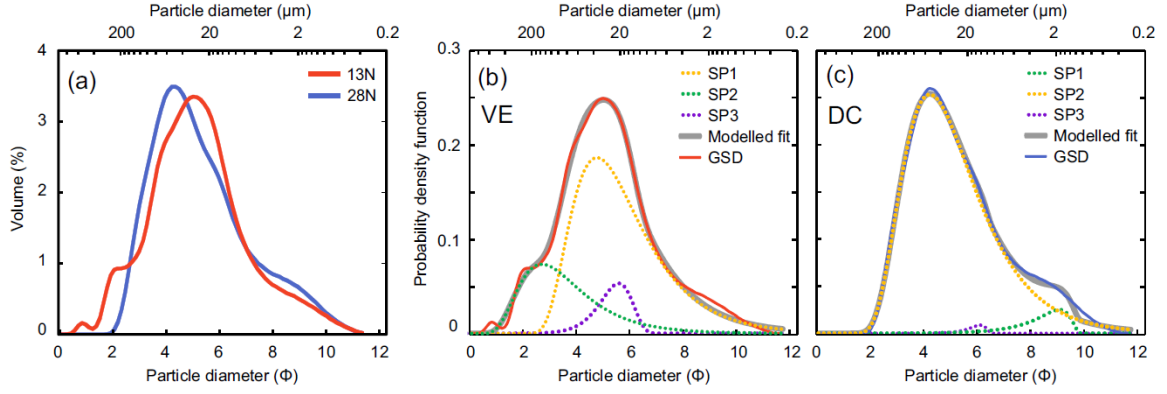 Particle diameter (μm)
200 20 2 0.2
(a)
13N
28N
Volume (%)
4
3
2
1
0
0 2 4 6 8 10 12
Particle diameter (Φ)
Particle diameter (μm)
200 20 2 0.2
(b)
VE
SP1
SP2
SP3
Modelled fit
GSD
Probability density function
0.3
0.2
0.1
0
0 2 4 6 8 10 12
Particle diameter (Φ)
Particle diameter (μm)
200 20 2 0.2
(c)
DC
SP1
SP2
SP3
Modelled fit
GSD
0 2 4 6 8 10 12
Particle diameter (Φ)